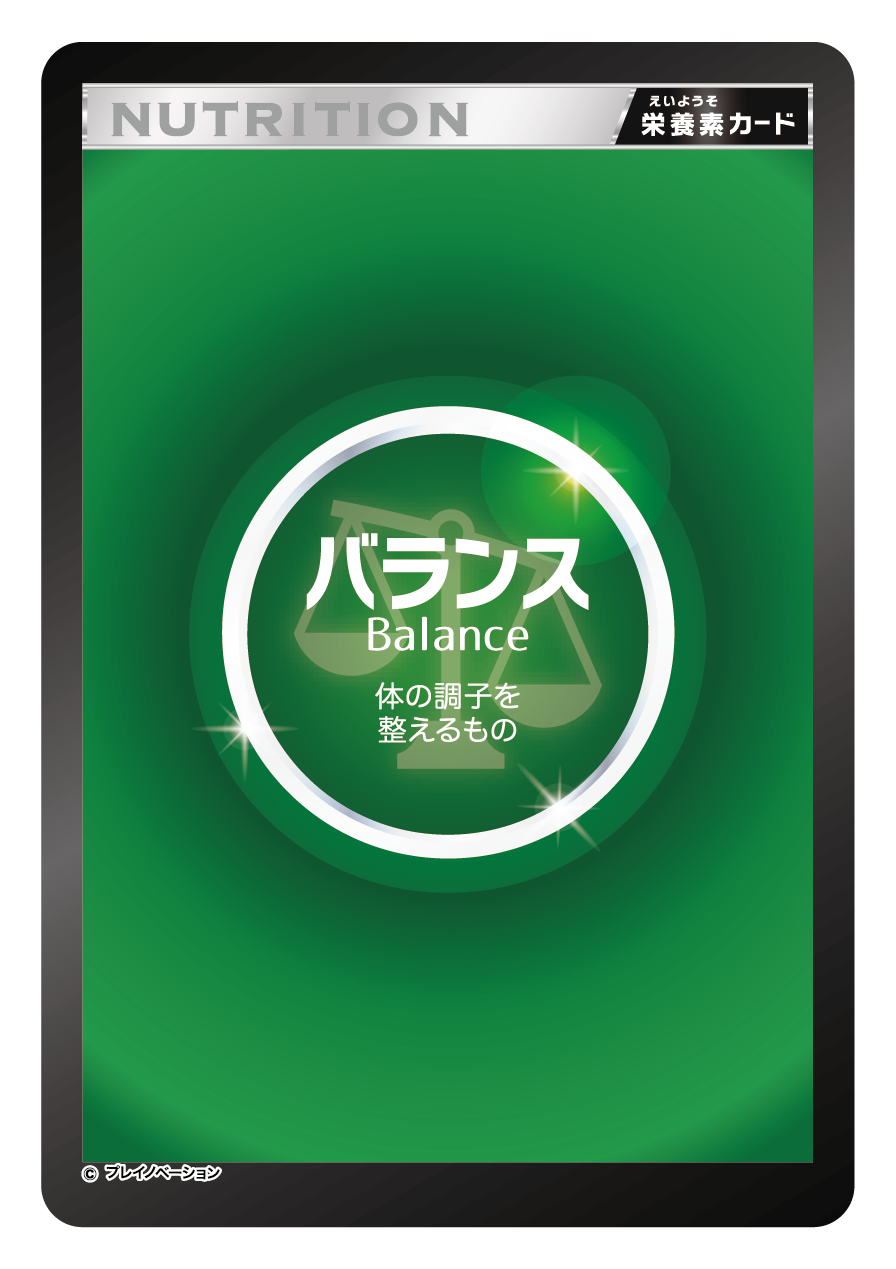 NUTRITION
えいようそ
栄養素カード
バランス
Balance
体の調子を
整えるもの
© プレイノベーション